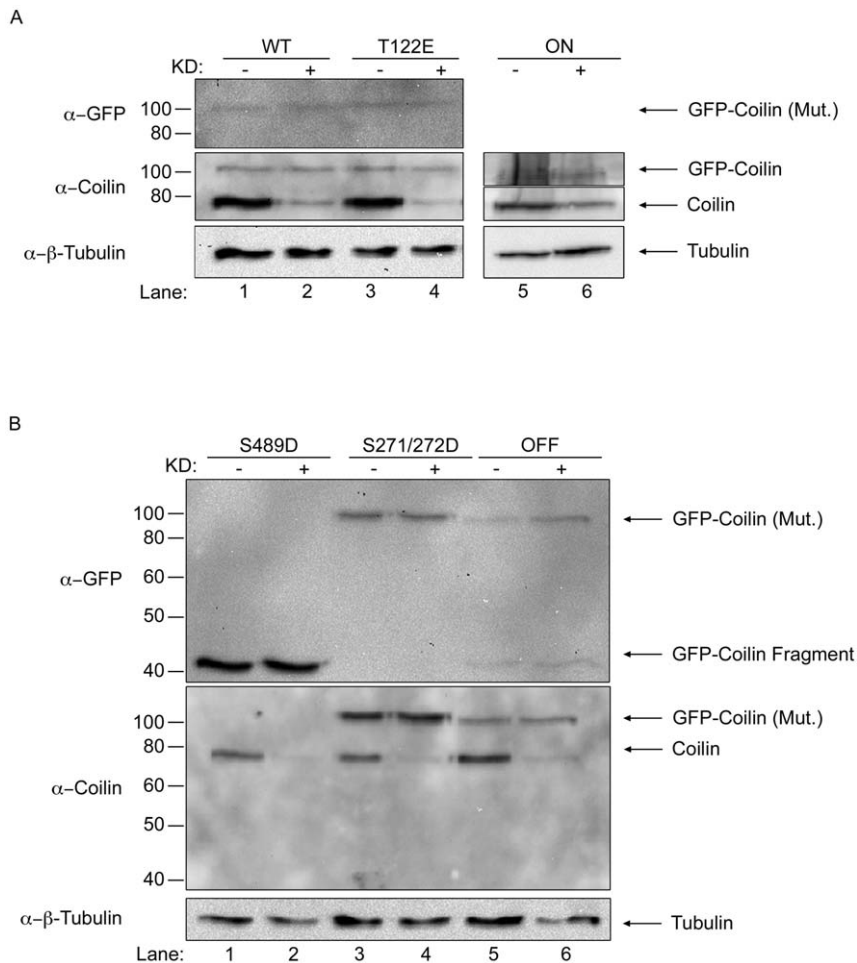 A
WT T122E ON
KD: - + - + - +
α–GFP 100 GFP-Coilin (Mut.)
80
100 GFP-Coilin
α–Coilin
80 Coilin
α–β-Tubulin Tubulin
Lane: 1 2 3 4 5 6
B
S489D S271/272D OFF
KD: - + - + - +
100 GFP-Coilin (Mut.)
80
α–GFP 60
50
40 GFP-Coilin Fragment
100 GFP-Coilin (Mut.)
80 Coilin
α–Coilin 60
50
40
α–β-Tubulin Tubulin
Lane: 1 2 3 4 5 6